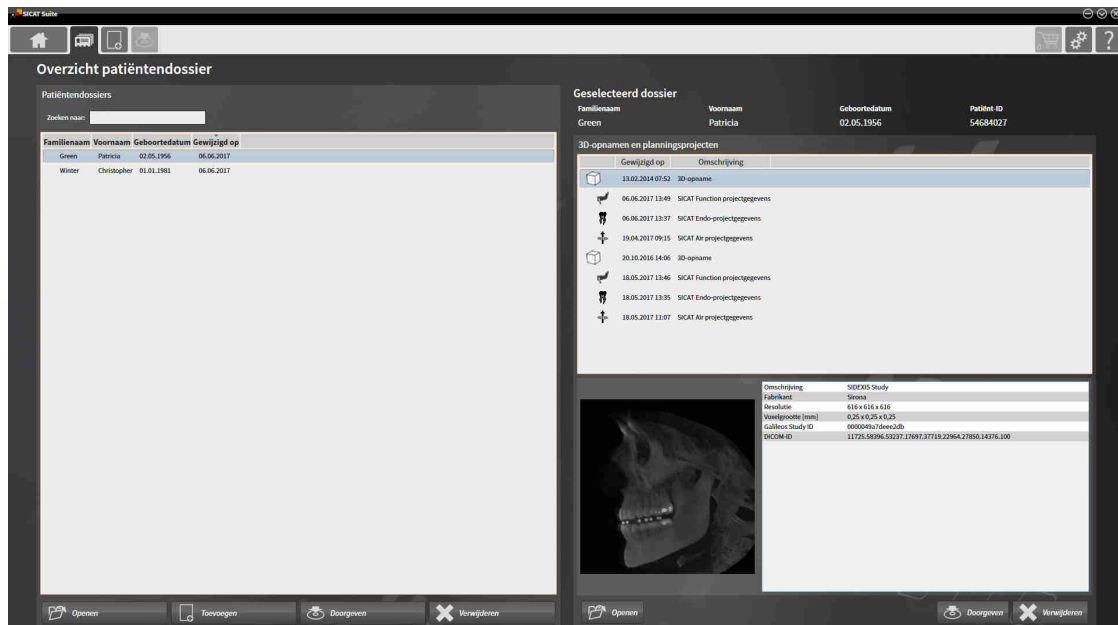 SICAT Suite
Overzicht patiëntendossier
Patiëntendossiers
Zoeken naar:
Familienaam Voornaam Geboortedatum Gewijzigd op
Green Patricia 02.05.1956 06.06.2017
Winter Christopher 01.01.1981 06.06.2017
Openen Toevoegen Doorgeven Verwijderen
Geselecteerd dossier
Familienaam Voornaam Geboortedatum Patiënt-ID
Green Patricia 02.05.1956 54684027
3D-opnamen en planningsprojecten
Gewijzigd op Omschrijving
13.02.2014 07:52 3D-opname
06.06.2017 13:49 SICAT Function projectgegevens
06.06.2017 13:37 SICAT Endo-projectgegevens
19.04.2017 09:15 SICAT Air projectgegevens
20.10.2016 14:06 3D-opname
18.05.2017 13:46 SICAT Function projectgegevens
18.05.2017 13:35 SICAT Endo-projectgegevens
18.05.2017 11:07 SICAT Air projectgegevens
Omschrijving SIDEXIS Study
Fabrikant Sirona
Resolutie 616 x 616 x 616
Voxelgrootte [mm] 0,25 x 0,25 x 0,25
Galileos Study ID 0000049a7deee2db
DICOM-ID 11725.58396.53237.17697.37719.22964.27850.14376.100
Openen Doorgeven Verwijderen